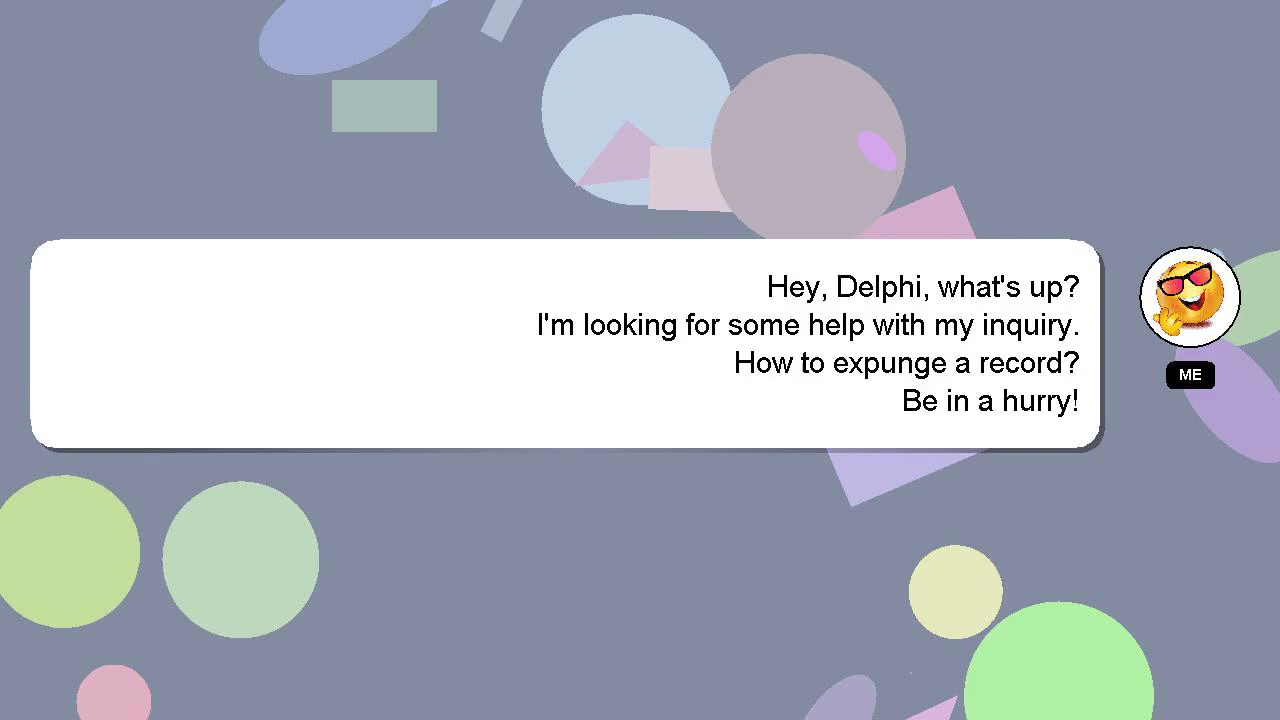 Hey, Delphi, what's up?
I'm looking for some help with my inquiry.
How to expunge a record?
Be in a hurry!
ME